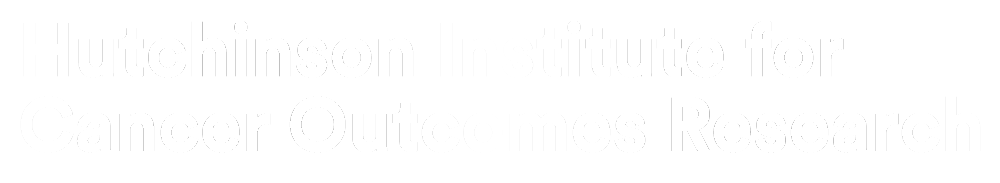 Hutchinson Institute for
Cancer Outcomes Research